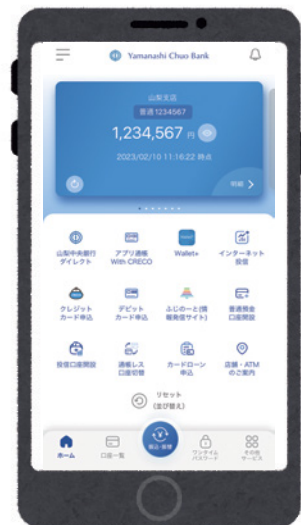 Yamanashi Chuo Bank
山梨支店
普通 1234567
1,234,567 円
2023/02/10 11:16:22 時点
明細
山梨中央銀行
ダイレクト
アプリ通帳
With CRECO
Wallet+
インターネット
投信
クレジット
カード申込
デビット
カード申込
ふじのーと(情
報発信サイト)
普通預金
口座開設
投信口座開設
通帳レス
口座切替
カードローン
申込
店舗・ATM
のご案内
リセット
(並び替え)
ホーム
口座一覧
振込・振替
ワンタイム
パスワード
その他
サービス